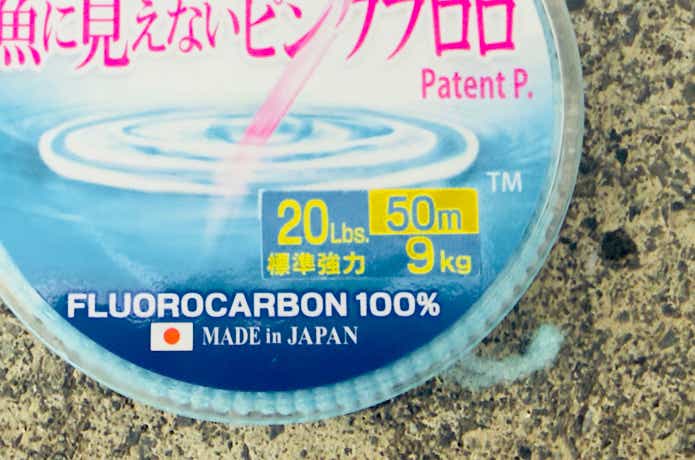 魚に見えないピンクフロロ
Patent P.
TM
20Lbs. 50m
標準強力 9kg
FLUOROCARBON 100%
MADE in JAPAN